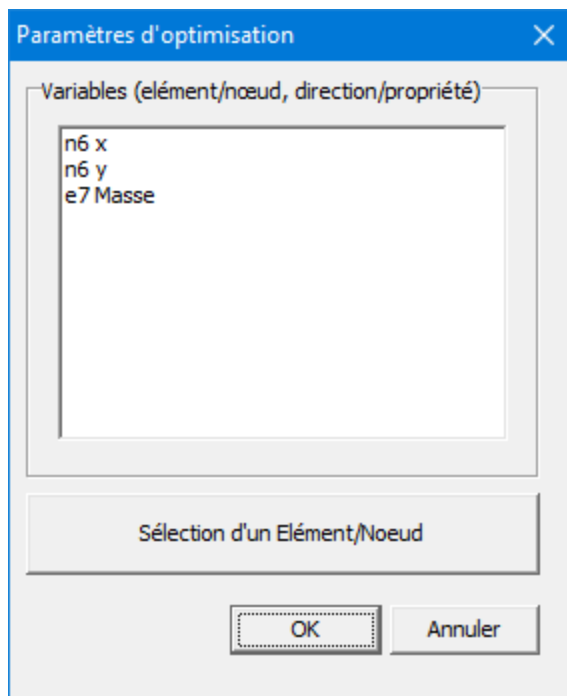 Paramètres d'optimisation
Variables (elément/nœud, direction/propriété)
n6 x
n6 y
e7 Masse
Sélection d'un Elément/Noeud
OK
Annuler